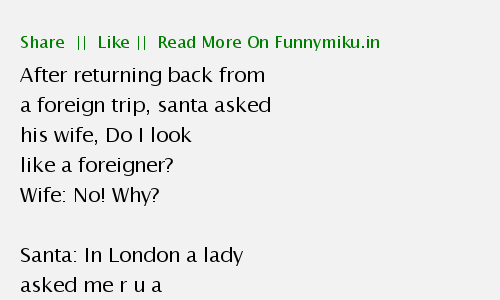 Share  ||  Like ||  Read More On Funnymiku.in
After returning back from
a foreign trip, santa asked
his wife, Do I look
like a foreigner?
Wife: No! Why?

Santa: In London a lady
asked me r u a